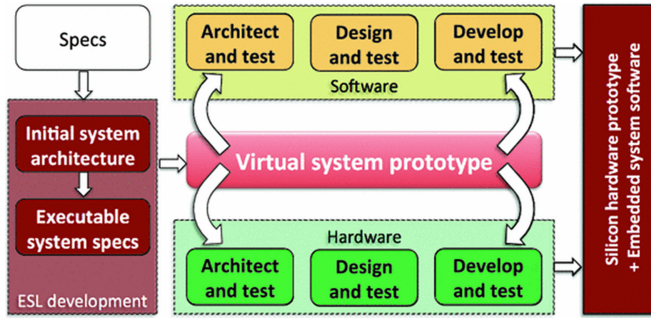 Specs
Initial system
architecture
Executable
system specs
ESL development
Architect
and test
Design
and test
Develop
and test
Software
Virtual system prototype
Hardware
Architect
and test
Design
and test
Develop
and test
Silicon hardware prototype
+ Embedded system software